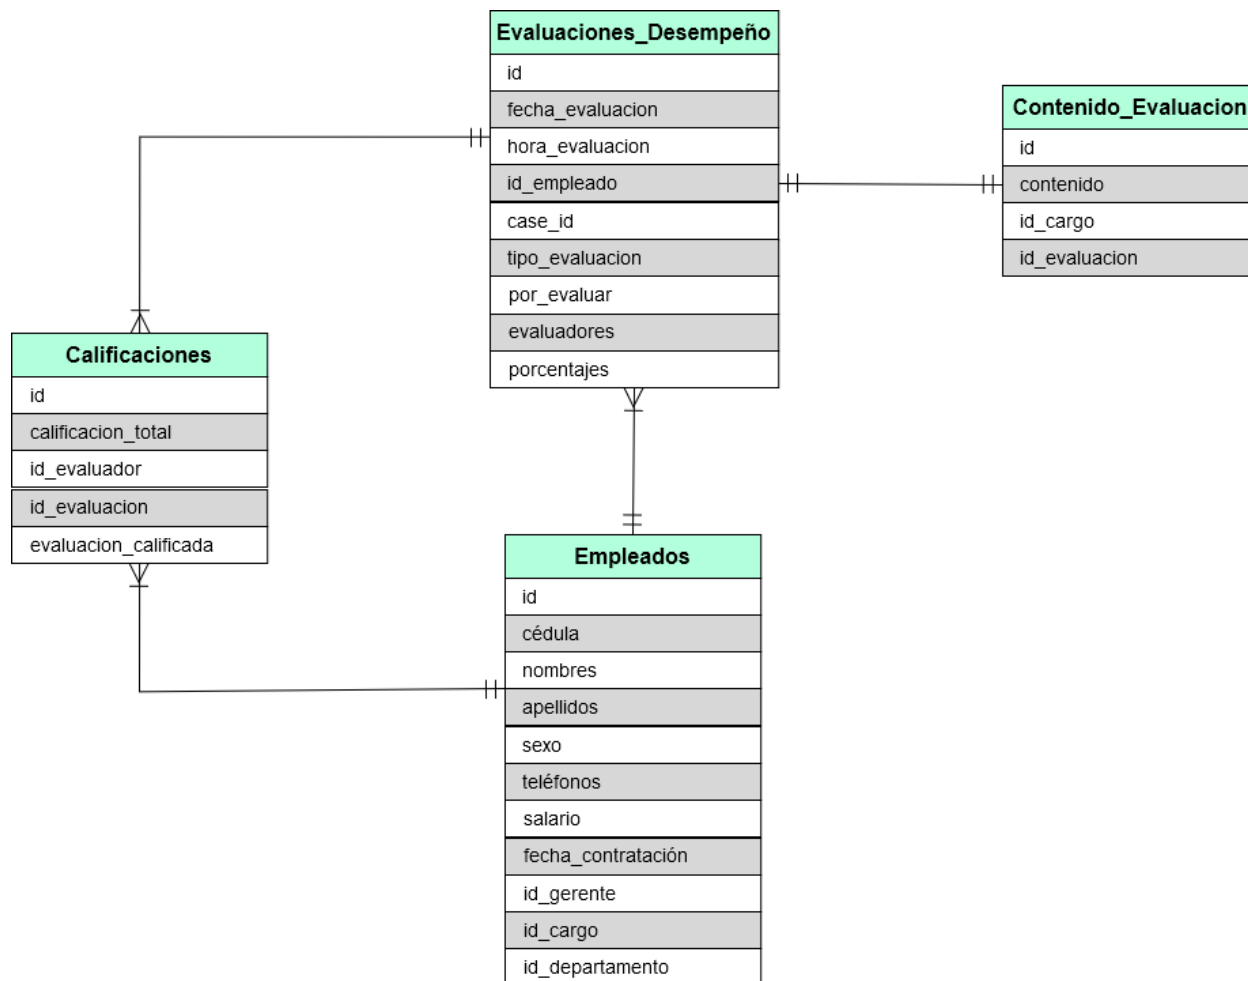 Evaluaciones_Desempeño
id
fecha_evaluacion
hora_evaluacion
id_empleado
case_id
tipo_evaluacion
por_evaluar
evaluadores
porcentajes
Contenido_Evaluacion
id
contenido
id_cargo
id_evaluacion
Calificaciones
id
calificacion_total
id_evaluador
id_evaluacion
evaluacion_calificada
Empleados
id
cédula
nombres
apellidos
sexo
teléfonos
salario
fecha_contratación
id_gerente
id_cargo
id_departamento